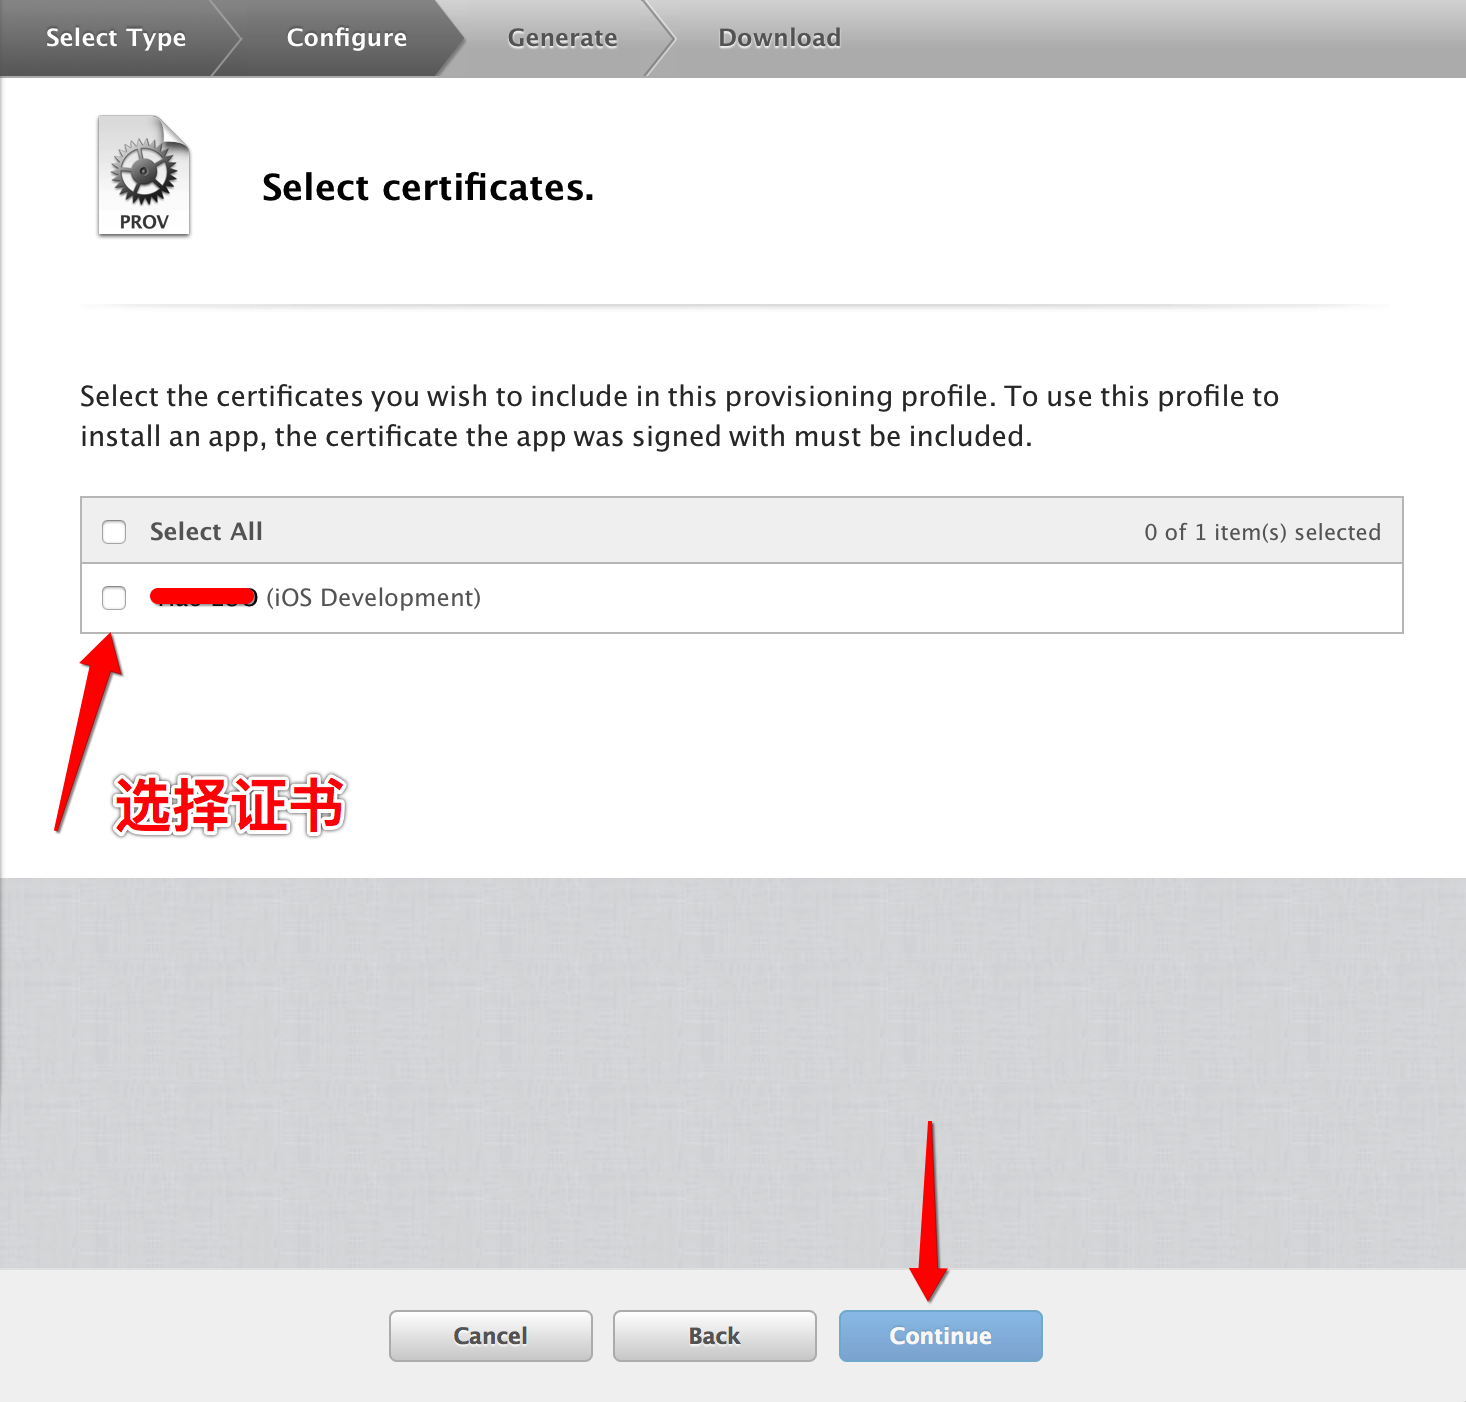 Select Type
Configure
Generate
Download
PROV
Select certificates.
Select the certificates you wish to include in this provisioning profile. To use this profile to
install an app, the certificate the app was signed with must be included.
Select All
0 of 1 item(s) selected
(iOS Development)
选择证书
Cancel
Back
Continue